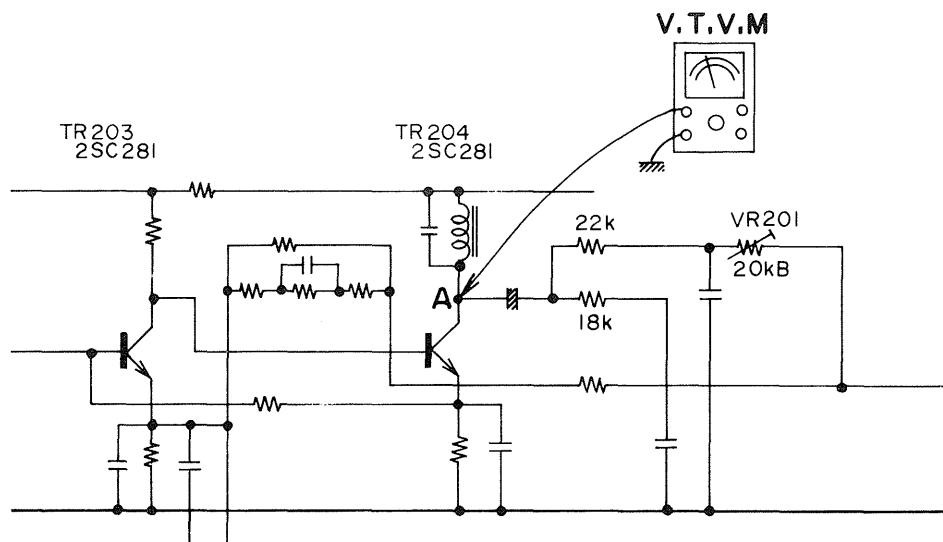 V.T.V.M
TR203
2SC281
TR204
2SC281
22k
VR201
20kB
A
18k